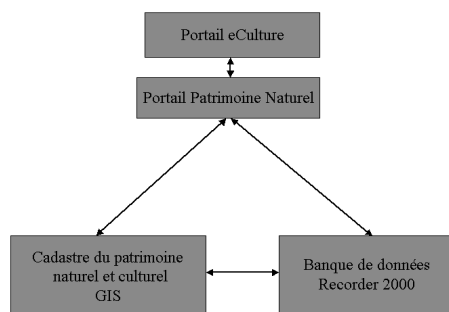 Portail eCulture
Portail Patrimoine Naturel
Cadastre du patrimoine
naturel et culturel
GIS
Banque de données
Recorder 2000